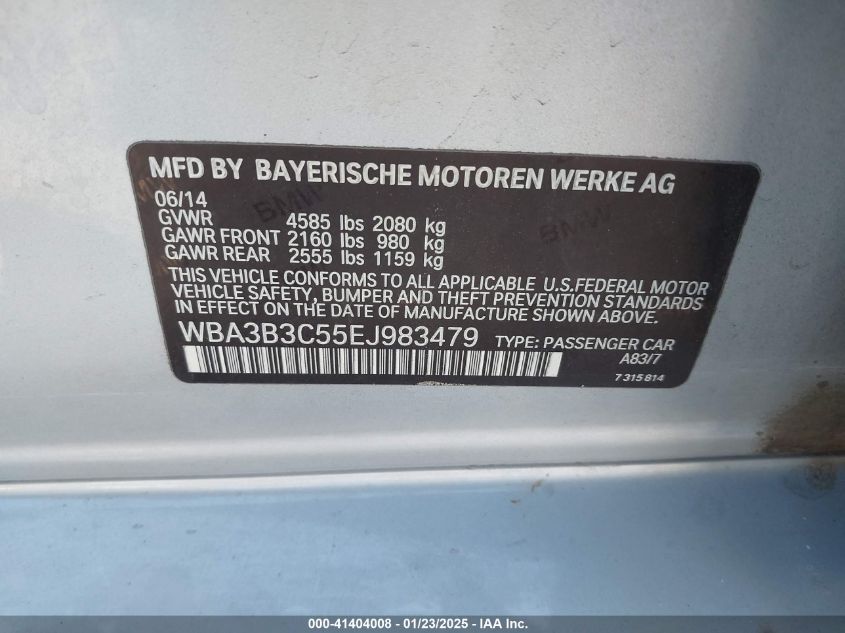 MFD BY BAYERISCHE MOTOREN WERKE AG
06/14
GVWR 4585 lbs 2080 kg
GAWR FRONT 2160 lbs 980 kg
GAWR REAR 2555 lbs 1159 kg
THIS VEHICLE CONFORMS TO ALL APPLICABLE U.S.FEDERAL MOTOR
VEHICLE SAFETY, BUMPER AND THEFT PREVENTION STANDARDS
IN EFFECT ON THE DATE OF MANUFACTURE SHOWN ABOVE.
WBA3B3C55EJ983479 TYPE: PASSENGER CAR
A83/7
7 315 814
BMW
BMW
000-41404008 - 01/23/2025 - IAA Inc.